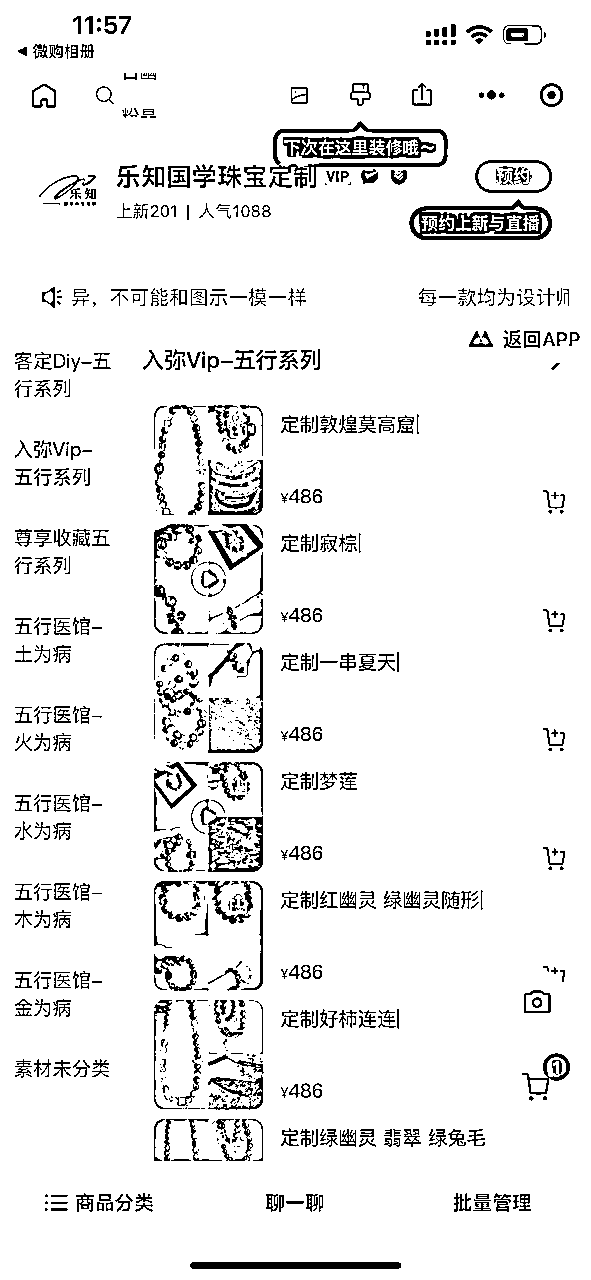 11:57
微购相册
下次在这里装修哦~
乐知国学珠宝定制 VIP
预约
乐知
上新201 | 人气1088
预约上新与直播
异，不可能和图示一模一样 每一款均为设计师
返回APP
客定Diy-五
行系列
入弥Vip-
五行系列
尊享收藏五
行系列
五行医馆-
土为病
五行医馆-
火为病
五行医馆-
水为病
五行医馆-
木为病
五行医馆-
金为病
素材未分类
入弥Vip-五行系列
定制敦煌莫高窟
¥486
定制寂棕
¥486
定制一串夏天
¥486
定制梦莲
¥486
定制红幽灵 绿幽灵随形
¥486
定制好柿连连
¥486
定制绿幽灵 翡翠 绿兔毛
商品分类
聊一聊
批量管理